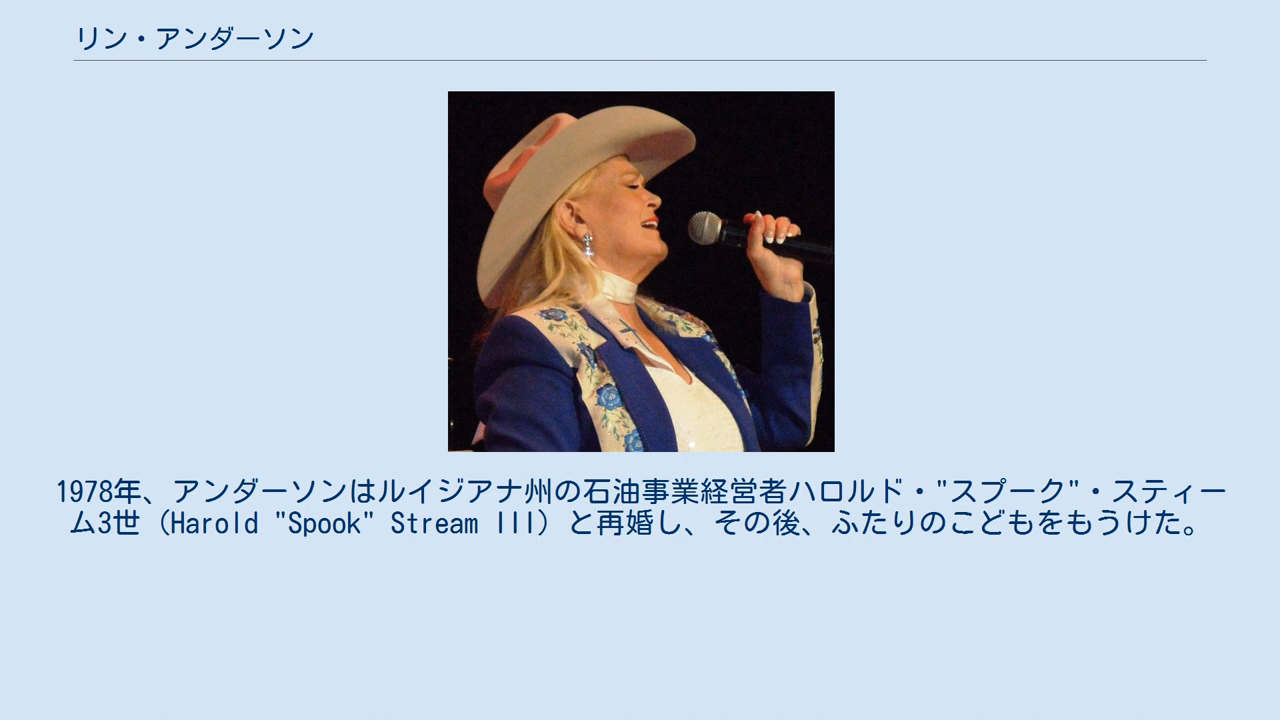 リン・アンダーソン
1978年、アンダーソンはルイジアナ州の石油事業経営者ハロルド・"スプーク"・スティー
ム3世（Harold "Spook" Stream III）と再婚し、その後、ふたりのこどもをもうけた。